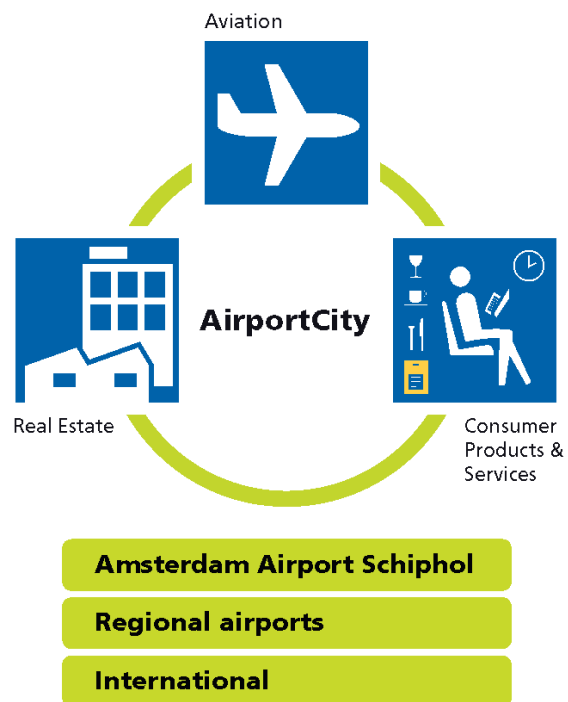 Aviation
AirportCity
Real Estate
Consumer
Products &
Services
Amsterdam Airport Schiphol
Regional airports
International